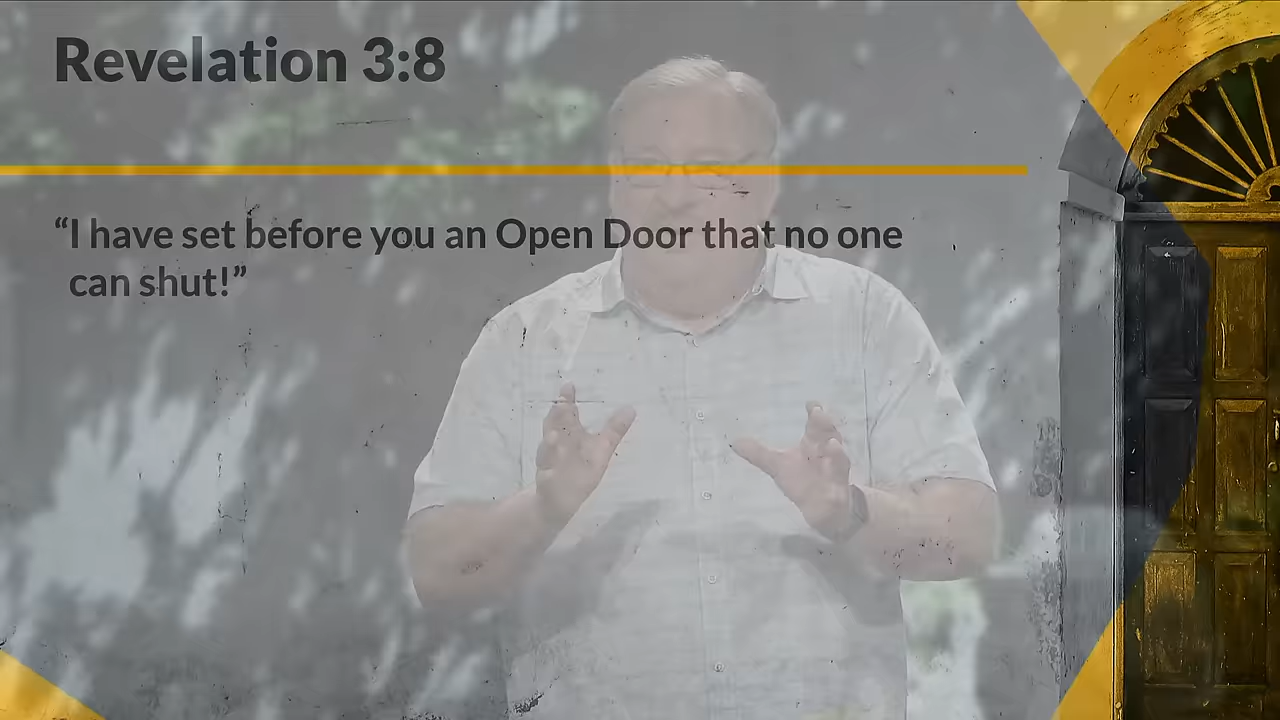 Revelation 3:8
“I have set before you an Open Door that no one
can shut!”